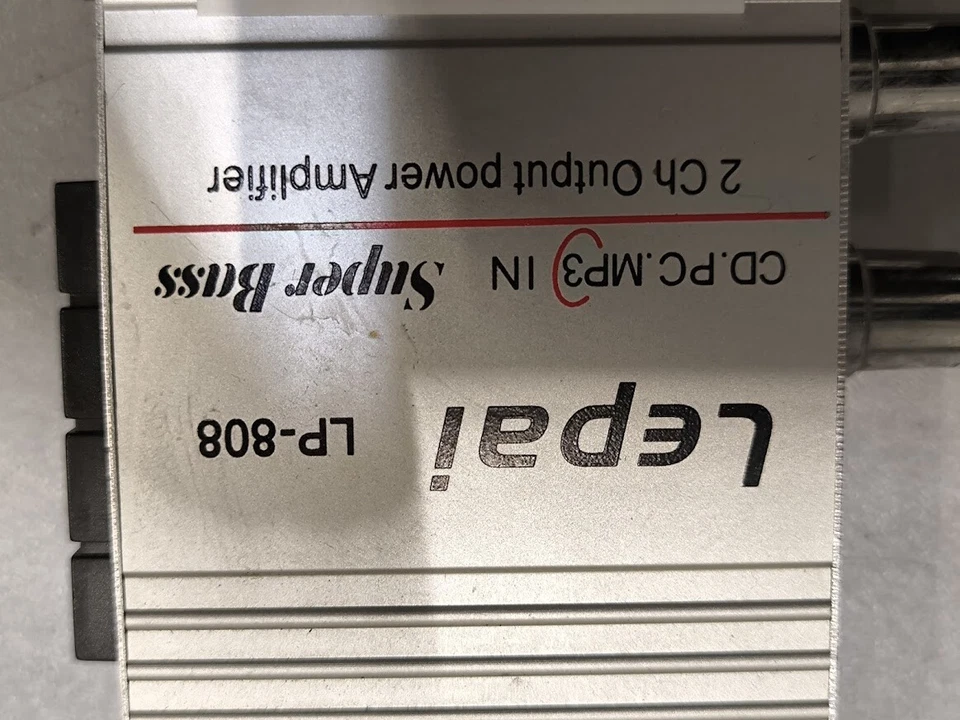 Lepai LP-808
CD.PC.MP3 IN Super Bass
2 Ch Output power Amplifier